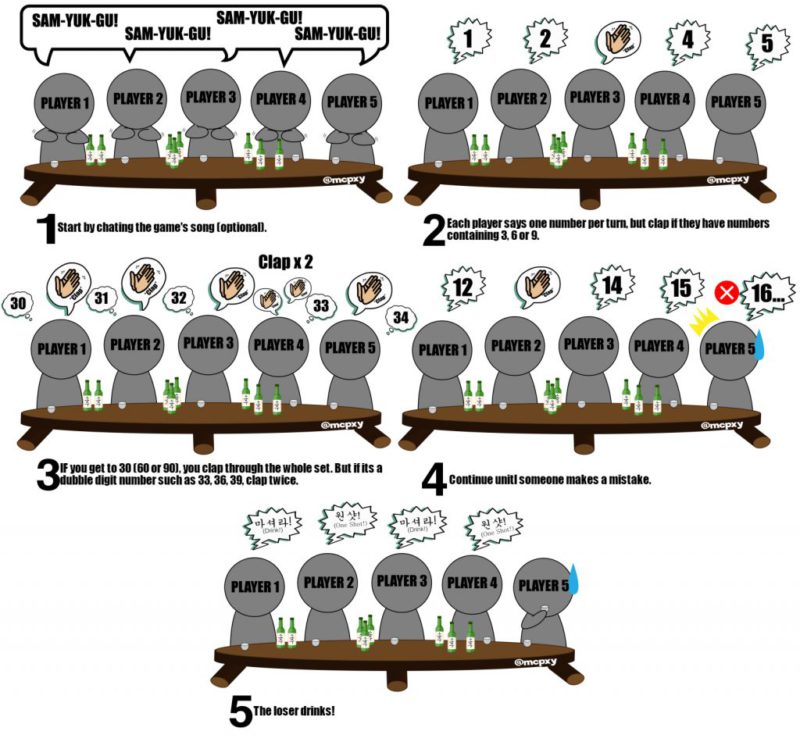 SAM-YUK-GU!
SAM-YUK-GU!
SAM-YUK-GU!
SAM-YUK-GU!
PLAYER 1
PLAYER 2
PLAYER 3
PLAYER 4
PLAYER 5
@mcpxy
1 Start by chating the game's song (optional).
1
2
Clap
4
5
PLAYER 1
PLAYER 2
PLAYER 3
PLAYER 4
PLAYER 5
@mcpxy
2 Each player says one number per turn, but clap if they have numbers
containing 3, 6 or 9.
Clap x 2
30
Clap
31
Clap
32
Clap
Clap
Clap
33
Clap
34
PLAYER 1
PLAYER 2
PLAYER 3
PLAYER 4
PLAYER 5
@mcpxy
3 IF you get to 30 (60 or 90), you clap through the whole set. But if its a
dubble digit number such as 33, 36, 39, clap twice.
12
Clap
14
15
16...
PLAYER 1
PLAYER 2
PLAYER 3
PLAYER 4
PLAYER 5
@mcpxy
4 Continue unitl someone makes a mistake.
마셔라!
(Drink!)
원샷!
(One Shot!)
마셔라!
(Drink!)
원샷!
(One Shot!)
PLAYER 1
PLAYER 2
PLAYER 3
PLAYER 4
PLAYER 5
@mcpxy
5 The loser drinks!